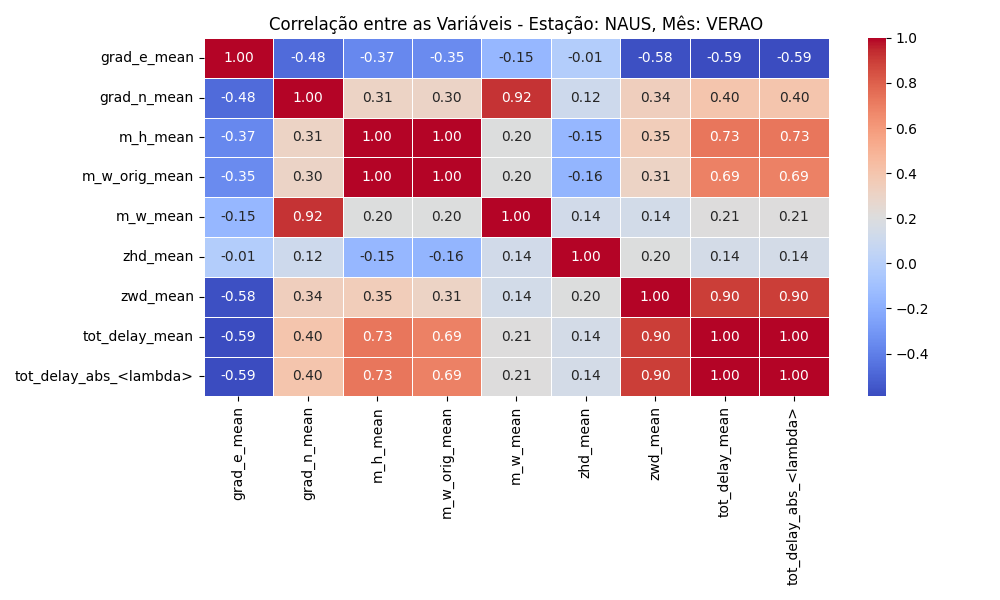 Correlação entre as Variáveis - Estação: NAUS, Mês: VERAO
grad_e_mean 1.00 -0.48 -0.37 -0.35 -0.15 -0.01 -0.58 -0.59 -0.59
grad_n_mean -0.48 1.00 0.31 0.30 0.92 0.12 0.34 0.40 0.40
m_h_mean -0.37 0.31 1.00 1.00 0.20 -0.15 0.35 0.73 0.73
m_w_orig_mean -0.35 0.30 1.00 1.00 0.20 -0.16 0.31 0.69 0.69
m_w_mean -0.15 0.92 0.20 0.20 1.00 0.14 0.14 0.21 0.21
zhd_mean -0.01 0.12 -0.15 -0.16 0.14 1.00 0.20 0.14 0.14
zwd_mean -0.58 0.34 0.35 0.31 0.14 0.20 1.00 0.90 0.90
tot_delay_mean -0.59 0.40 0.73 0.69 0.21 0.14 0.90 1.00 1.00
tot_delay_abs_<lambda> -0.59 0.40 0.73 0.69 0.21 0.14 0.90 1.00 1.00
grad_e_mean
grad_n_mean
m_h_mean
m_w_orig_mean
m_w_mean
zhd_mean
zwd_mean
tot_delay_mean
tot_delay_abs_<lambda>
1.0
0.8
0.6
0.4
0.2
0.0
−0.2
−0.4